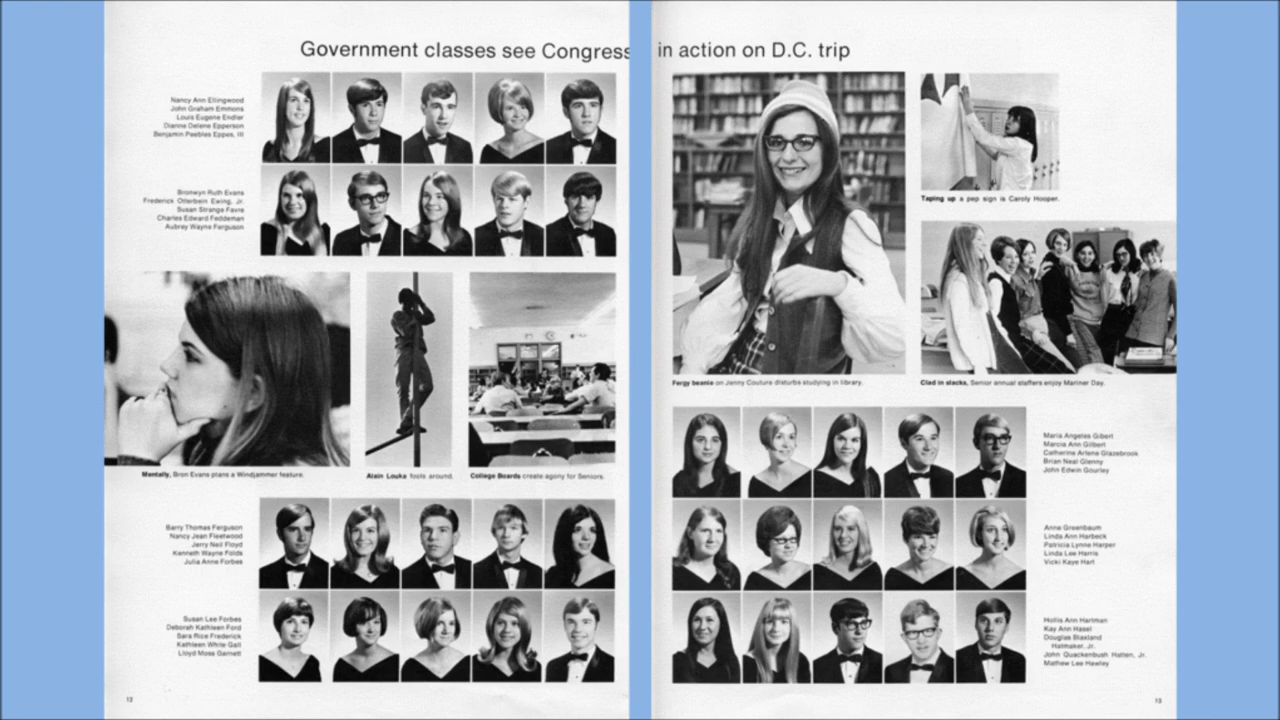 Government classes see Congress in action on D.C. trip
Nancy Ann Ellingwood
John Graham Emmons
Louis Eugene Endler
Dianne Delene Epperson
Benjamin Peebles Eppes, III
Bronwyn Ruth Evans
Frederick Otterbein Ewing, Jr.
Susan Strange Favis
Charles Edward Feddeman
Aubrey Wayne Ferguson
Mentally, Bron Evans plans a Windjammer feature.
Alain Louka fools around.
College Boards create agony for Seniors.
Barry Thomas Ferguson
Nancy Jean Fleetwood
Jerry Neil Floyd
Kenneth Wayne Folds
Julia Anne Forbes
Susan Lee Forbes
Deborah Kathleen Ford
Sara Rice Frederick
Kathleen White Gall
Lloyd Moss Garnett
12
Taping up a pep sign is Caroly Hooper.
Fergy beanie on Jenny Couture disturbs studying in library.
Clad in slacks, Senior annual staffers enjoy Mariner Day.
Maria Angeles Gibert
Marcia Ann Gilbert
Catherine Arlene Glazebrook
Brian Neal Glenny
John Edwin Gourley
Anne Greenbaum
Linda Ann Harbeck
Patricia Lynne Harper
Linda Lee Harris
Vicki Kaye Hart
Hollis Ann Hartman
Kay Ann Hasel
Douglas Blaxland
Hatmaker, Jr.
John Quackenbush Hatten, Jr.
Mathew Lee Hawley
13